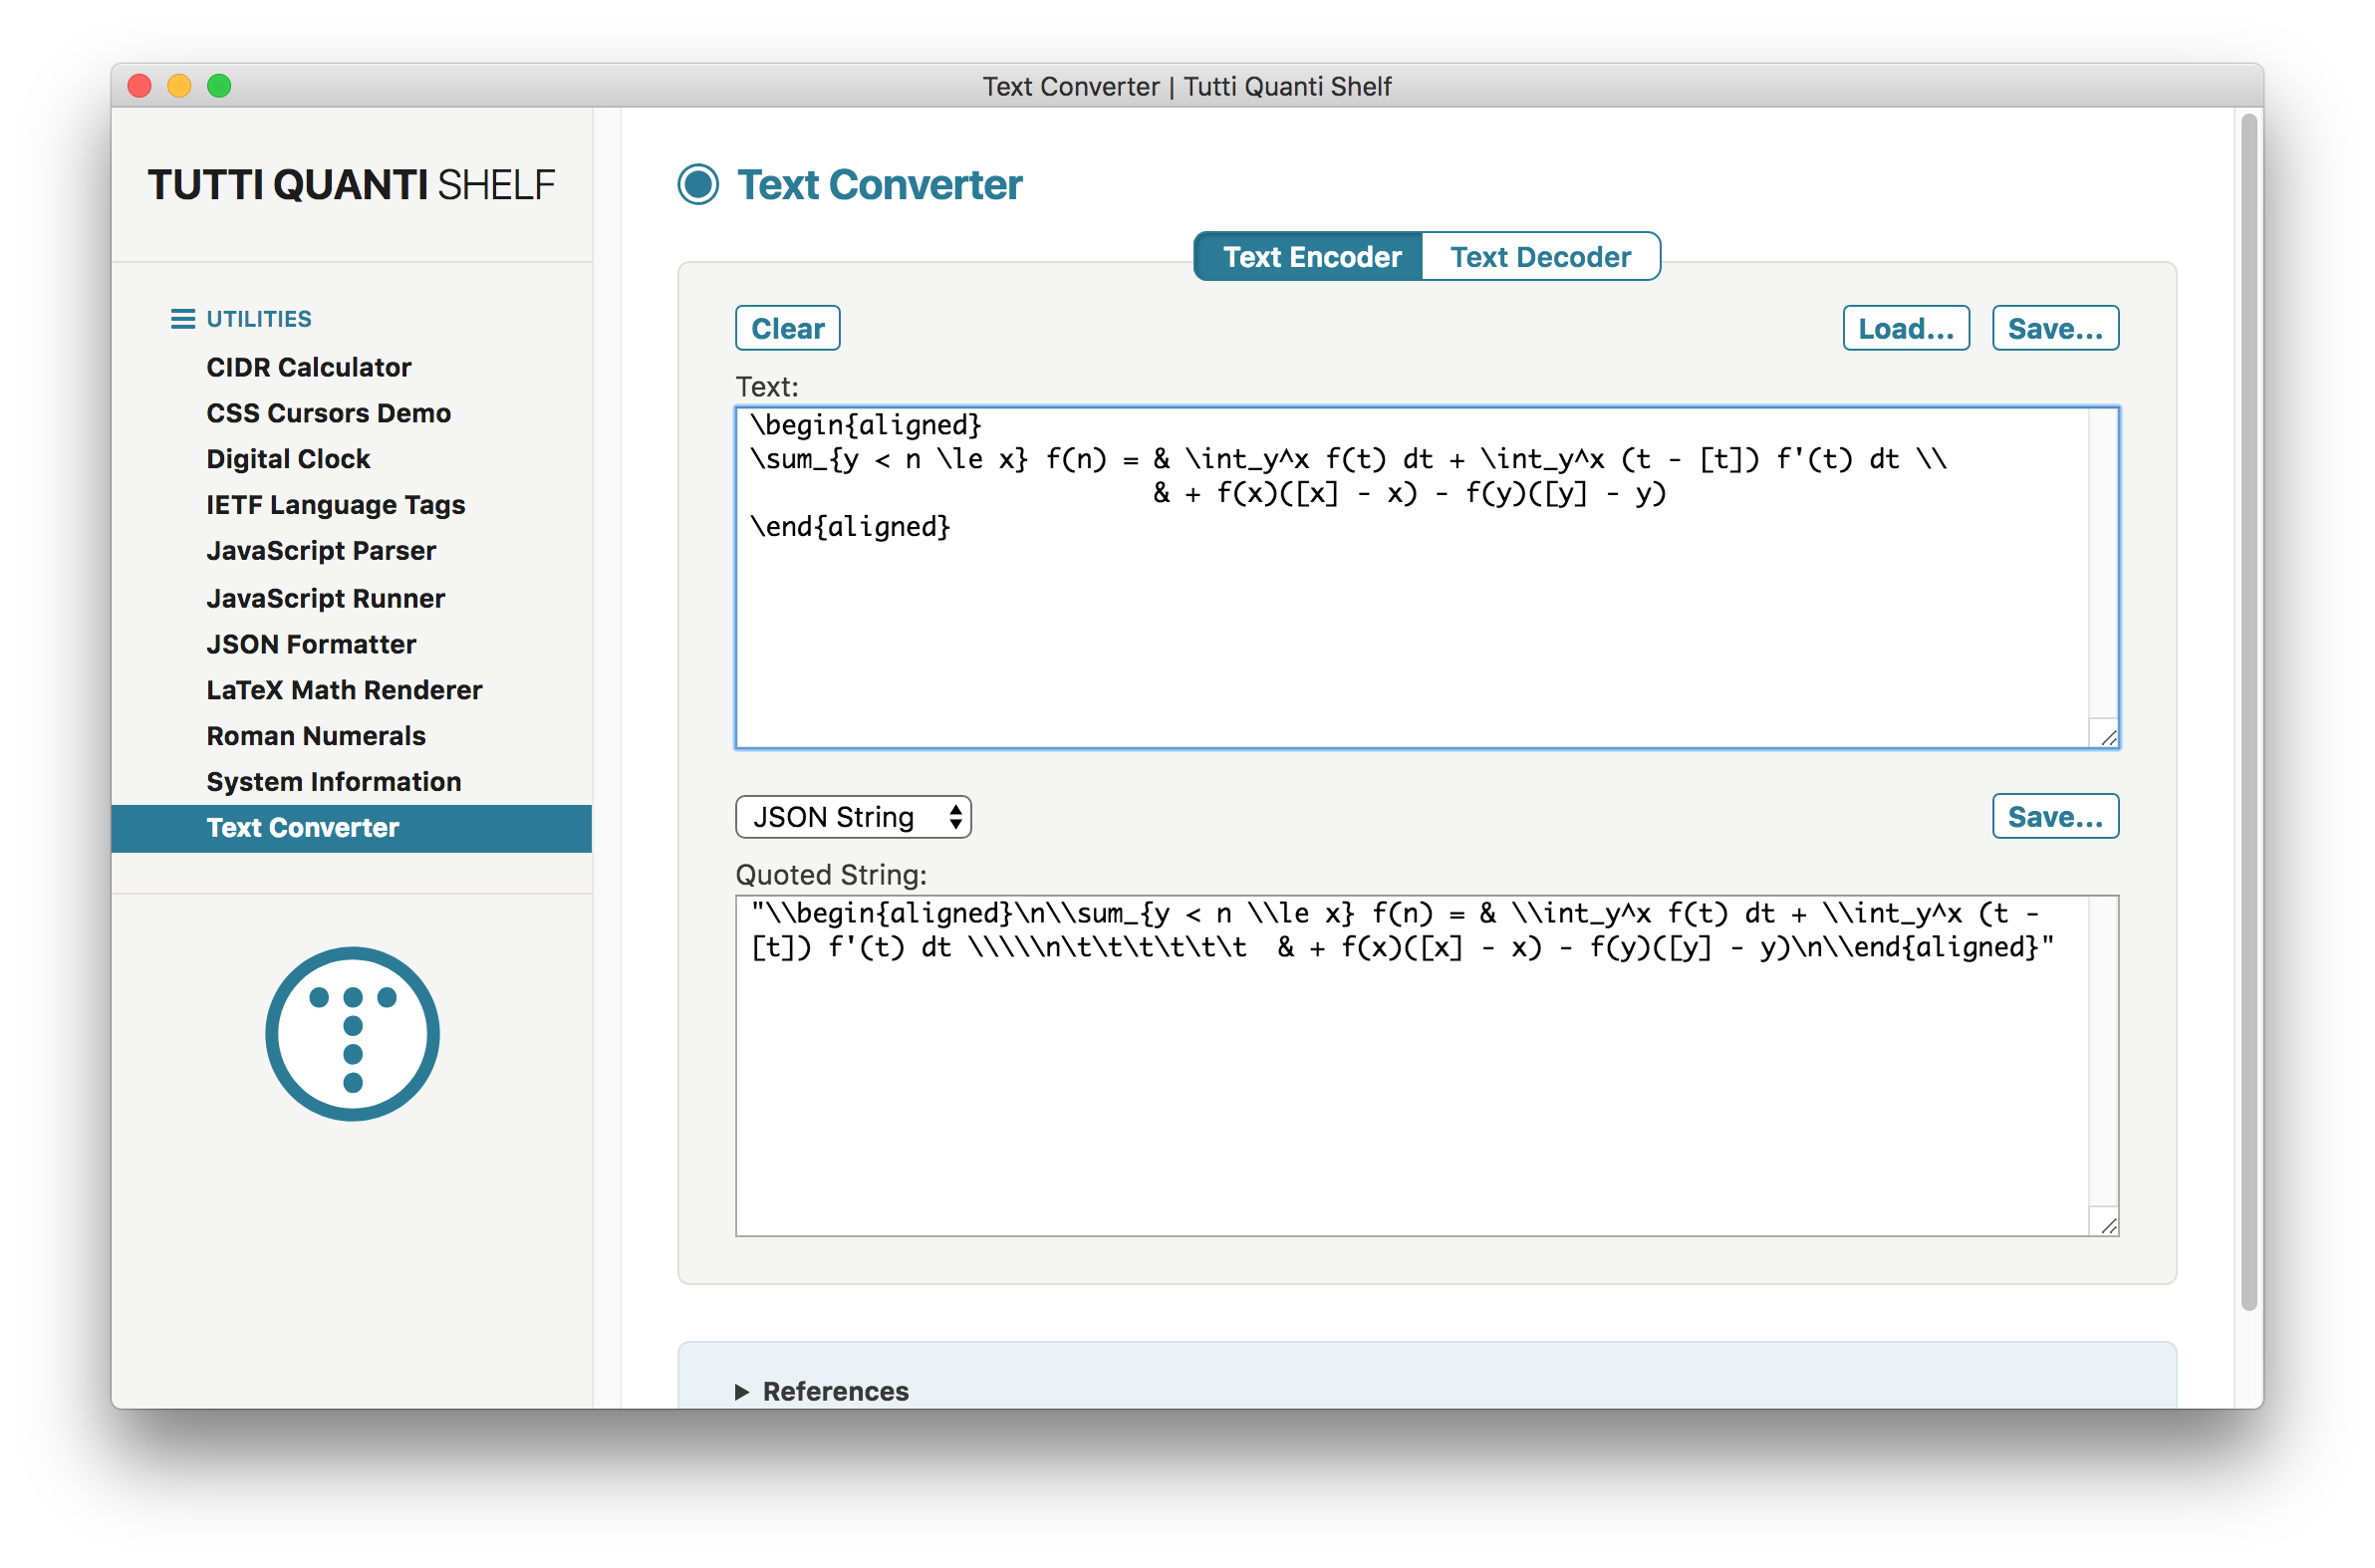 Text Converter | Tutti Quanti Shelf
TUTTI QUANTI SHELF
UTILITIES
CIDR Calculator
CSS Cursors Demo
Digital Clock
IETF Language Tags
JavaScript Parser
JavaScript Runner
JSON Formatter
LaTeX Math Renderer
Roman Numerals
System Information
Text Converter
Text Converter
Text Encoder Text Decoder
Clear Load... Save...
Text:
\begin{aligned}
\sum_{y < n \le x} f(n) = & \int_y^x f(t) dt + \int_y^x (t - [t]) f'(t) dt \\
                          & + f(x)([x] - x) - f(y)([y] - y)
\end{aligned}
JSON String Save...
Quoted String:
"\\begin{aligned}\n\\sum_{y < n \\le x} f(n) = & \\int_y^x f(t) dt + \\int_y^x (t -
[t]) f'(t) dt \\\\\n\t\t\t\t\t\t  & + f(x)([x] - x) - f(y)([y] - y)\n\\end{aligned}"
References